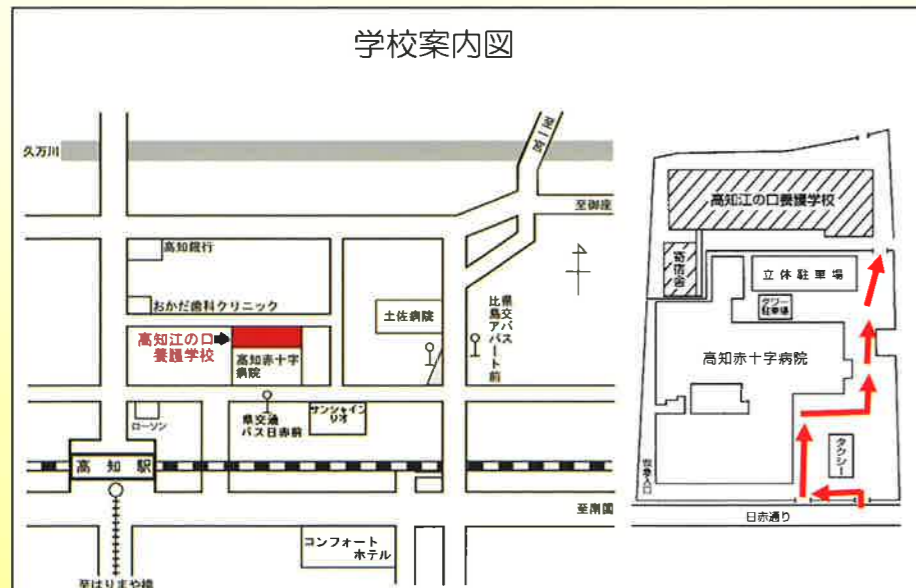 学校案内図
久万川
至一宮
至御座
高知銀行
おかだ歯科クリニック
土佐病院
県交バス
比島アパート前
高知江の口
養護学校
高知赤十字
病院
ローソン
県交通
バス日赤前
サンシャイン
リオ
高知駅
至南国
コンフォート
ホテル
至はりまや橋
高知江の口養護学校
寄宿舎
立体駐車場
タワー
駐車場
高知赤十字病院
タクシー
救急入口
日赤通り